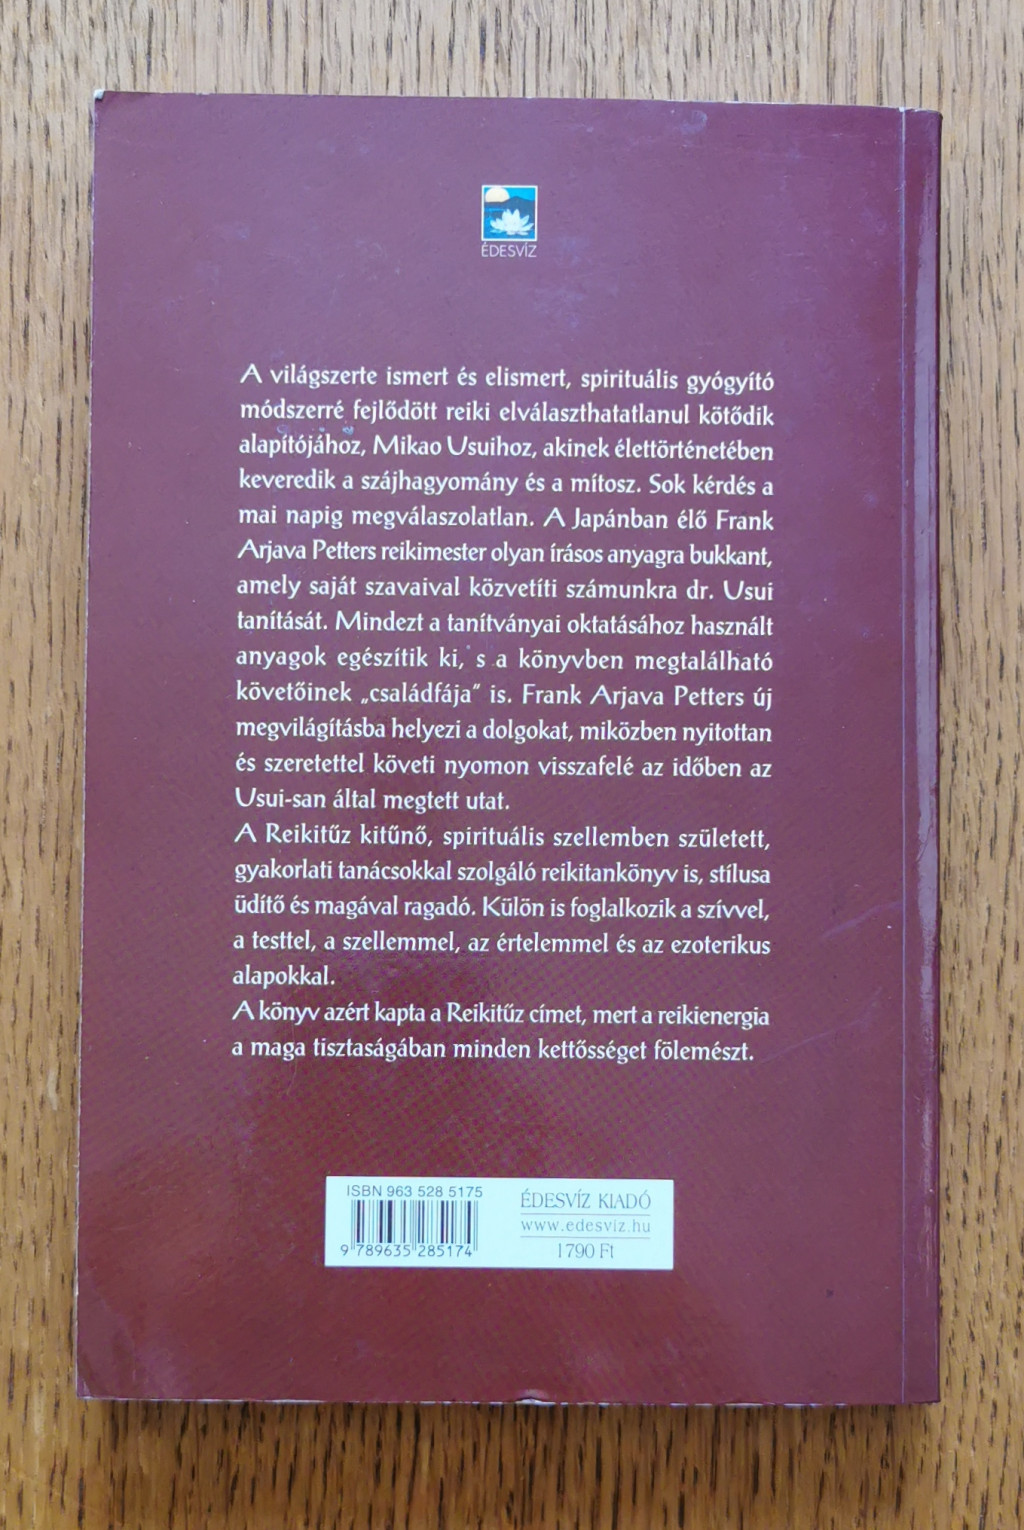 ÉDESVÍZ
A világszerte ismert és elismert, spirituális gyógyító
módszerré fejlődött reiki elválaszthatatlanul kötődik
alapítójához, Mikao Usuihoz, akinek élettörténetében
keveredik a szájhagyomány és a mítosz. Sok kérdés a
mai napig megválaszolatlan. A Japánban élő Frank
Arjava Petters reikimester olyan írásos anyagra bukkant,
amely saját szavaival közvetíti számunkra dr. Usui
tanítását. Mindezt a tanítványai oktatásához használt
anyagok egészítik ki, s a könyvben megtalálható
követőinek „családfája" is. Frank Arjava Petters új
megvilágításba helyezi a dolgokat, miközben nyitottan
és szeretettel követi nyomon visszafelé az időben az
Usui-san által megtett utat.
A Reikitűz kitűnő, spirituális szellemben született,
gyakorlati tanácsokkal szolgáló reikitankönyv is, stílusa
üdítő és magával ragadó. Külön is foglalkozik a szívvel,
a testtel, a szellemmel, az értelemmel és az ezoterikus
alapokkal.
A könyv azért kapta a Reikitűz címet, mert a reikienergia
a maga tisztaságában minden kettősséget fölemészt.
ISBN 963 528 5175
9 789635 285174
ÉDESVÍZ KIADÓ
www.edesviz.hu
1790 Ft